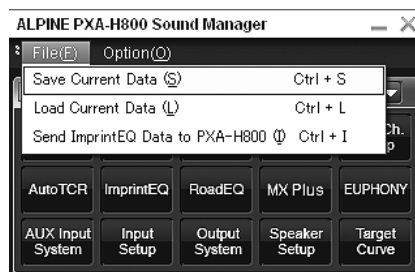 ALPINE PXA-H800 Sound Manager
File(F) Option(O)
Save Current Data (S) Ctrl + S
Load Current Data (L) Ctrl + L
Send ImprintEQ Data to PXA-H800 (I) Ctrl + I
Ch.
AutoTCR ImprintEQ RoadEQ MX Plus EUPHONY
AUX Input System Input Setup Output System Speaker Setup Target Curve